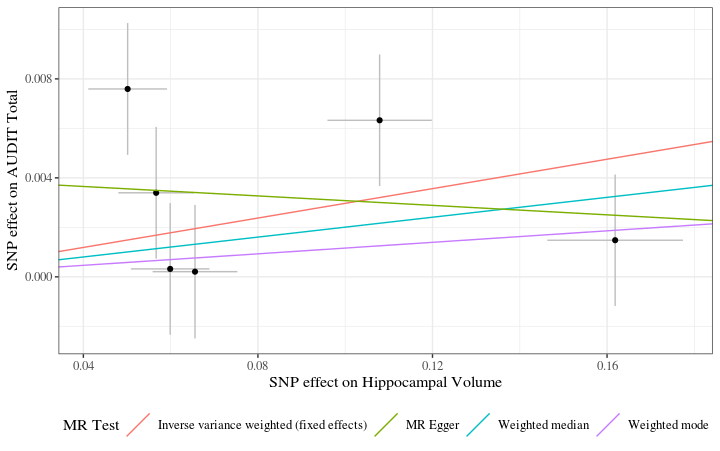 SNP effect on AUDIT Total
0.008
0.004
0.000
0.04 0.08 0.12 0.16
SNP effect on Hippocampal Volume
MR Test Inverse variance weighted (fixed effects) MR Egger Weighted median Weighted mode